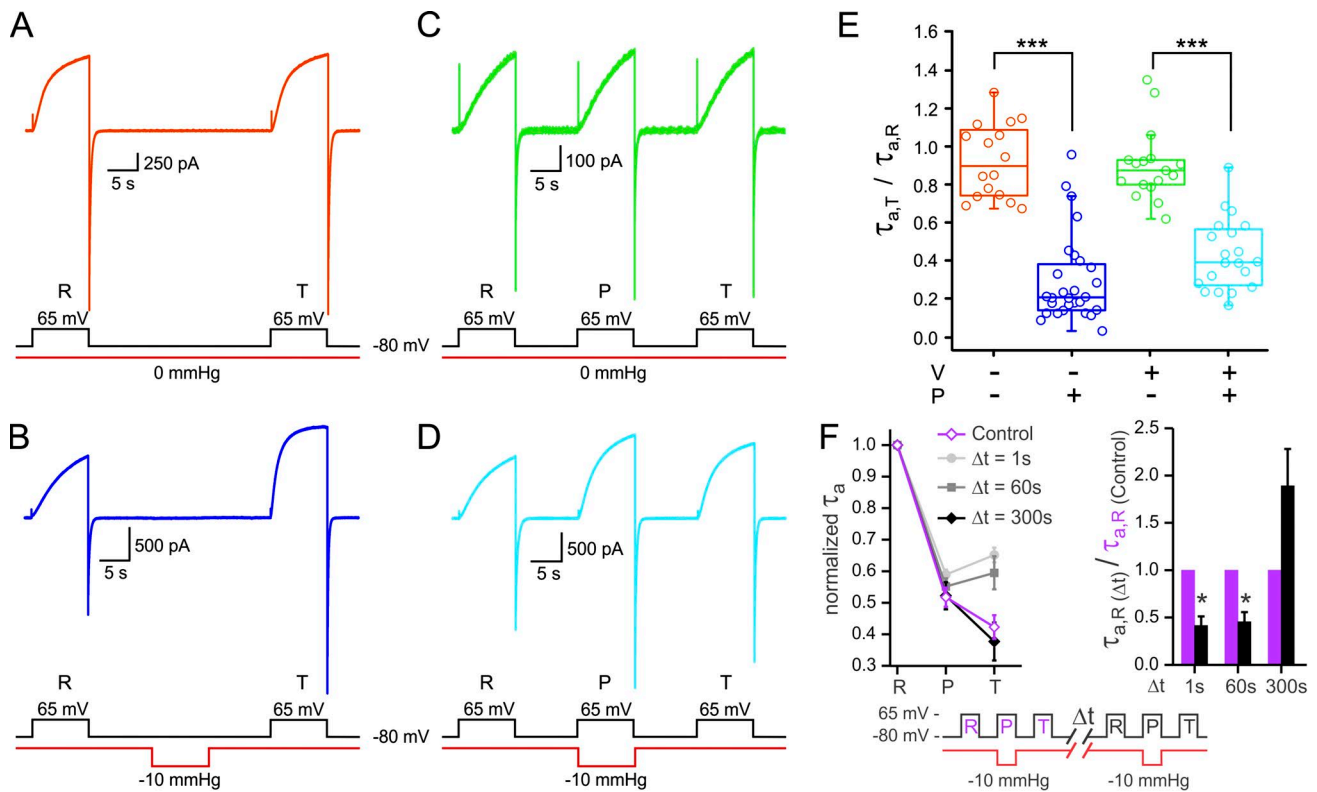 A
250 pA
5 s
R
T
65 mV
65 mV
-80 mV
0 mmHg
C
100 pA
5 s
R
P
T
65 mV
65 mV
65 mV
0 mmHg
E
τa,T / τa,R
1.6
1.4
1.2
1.0
0.8
0.6
0.4
0.2
0.0
***
***
V - - + +
P - + - +
B
500 pA
5 s
R
T
65 mV
65 mV
-80 mV
-10 mmHg
D
500 pA
5 s
R
P
T
65 mV
65 mV
65 mV
-10 mmHg
F
normalized τa
1.0
0.9
0.8
0.7
0.6
0.5
0.4
0.3
R P T
Control
Δt = 1s
Δt = 60s
Δt = 300s
τa,R (Δt) / τa,R (Control)
2.5
2.0
1.5
1.0
0.5
0.0
*
*
Δt 1s 60s 300s
65 mV -
-80 mV -
R P T Δt R P T
-10 mmHg
-10 mmHg